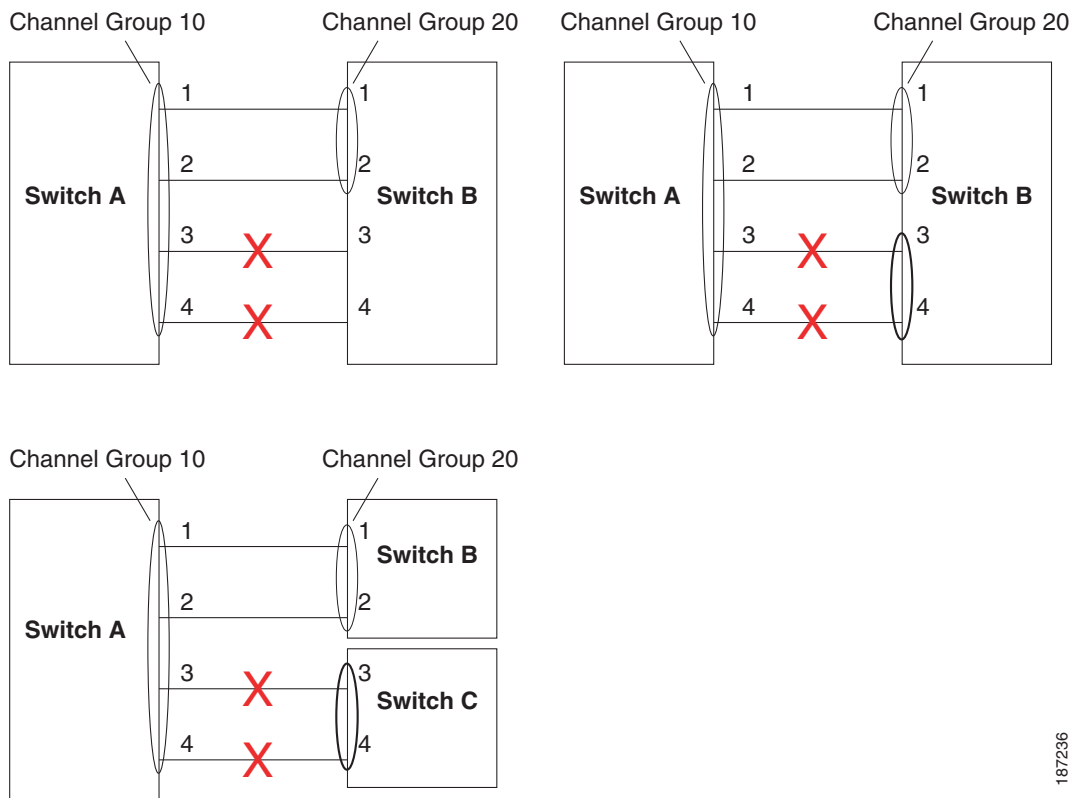 Channel Group 10 Channel Group 20
1 1
2 2
Switch A Switch B
3 X 3
4 X 4
Channel Group 10 Channel Group 20
1 1
2 2
Switch A Switch B
3 X 3
4 X 4
Channel Group 10 Channel Group 20
1 1
Switch B
2 2
Switch A
3 X 3
Switch C
4 X 4
187236